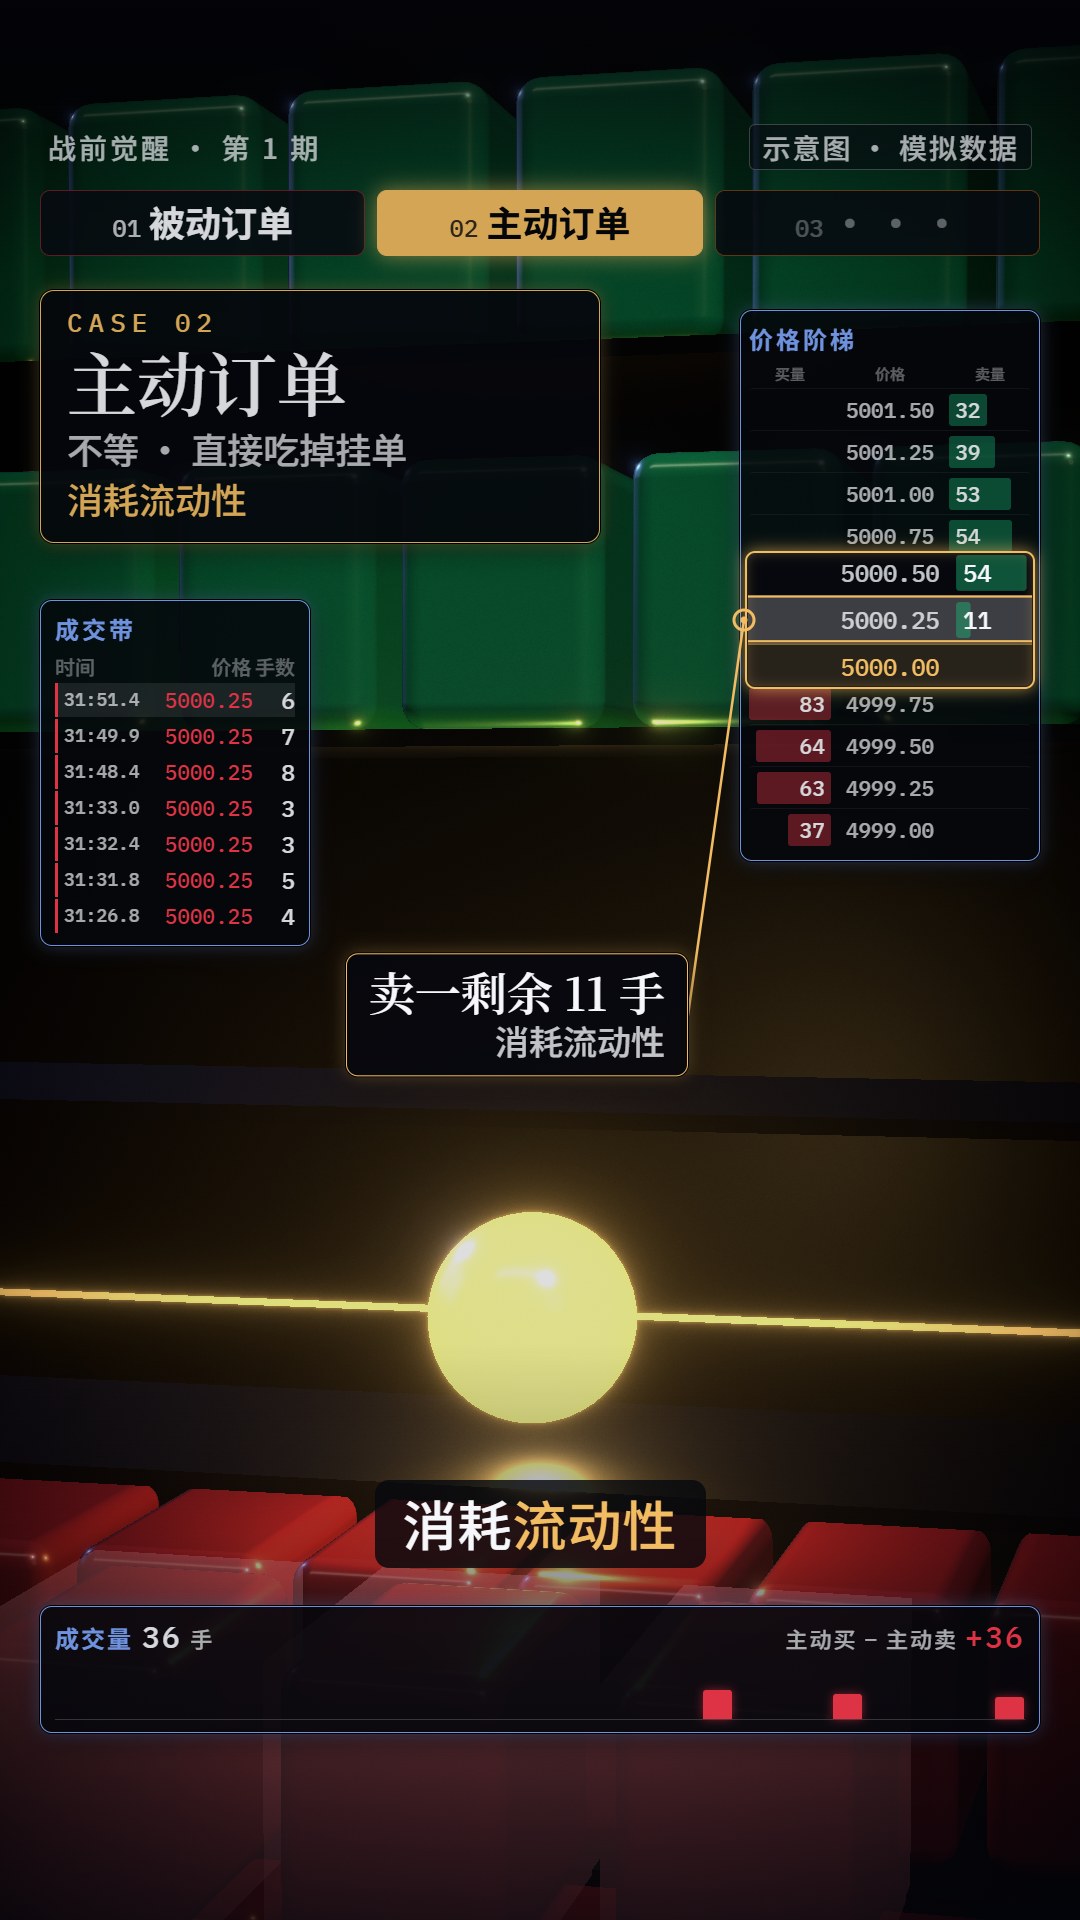 战前觉醒 · 第 1 期
示意图 · 模拟数据
01 被动订单
02 主动订单
03 • • •
CASE 02
主动订单
不等 · 直接吃掉挂单
消耗流动性
价格阶梯
买量 价格 卖量
5001.50 32
5001.25 39
5001.00 53
5000.75 54
5000.50 54
5000.25 11
5000.00
83 4999.75
64 4999.50
63 4999.25
37 4999.00
成交带
时间 价格 手数
31:51.4 5000.25 6
31:49.9 5000.25 7
31:48.4 5000.25 8
31:33.0 5000.25 3
31:32.4 5000.25 3
31:31.8 5000.25 5
31:26.8 5000.25 4
卖一剩余 11 手
消耗流动性
消耗流动性
成交量 36 手
主动买 – 主动卖 +36